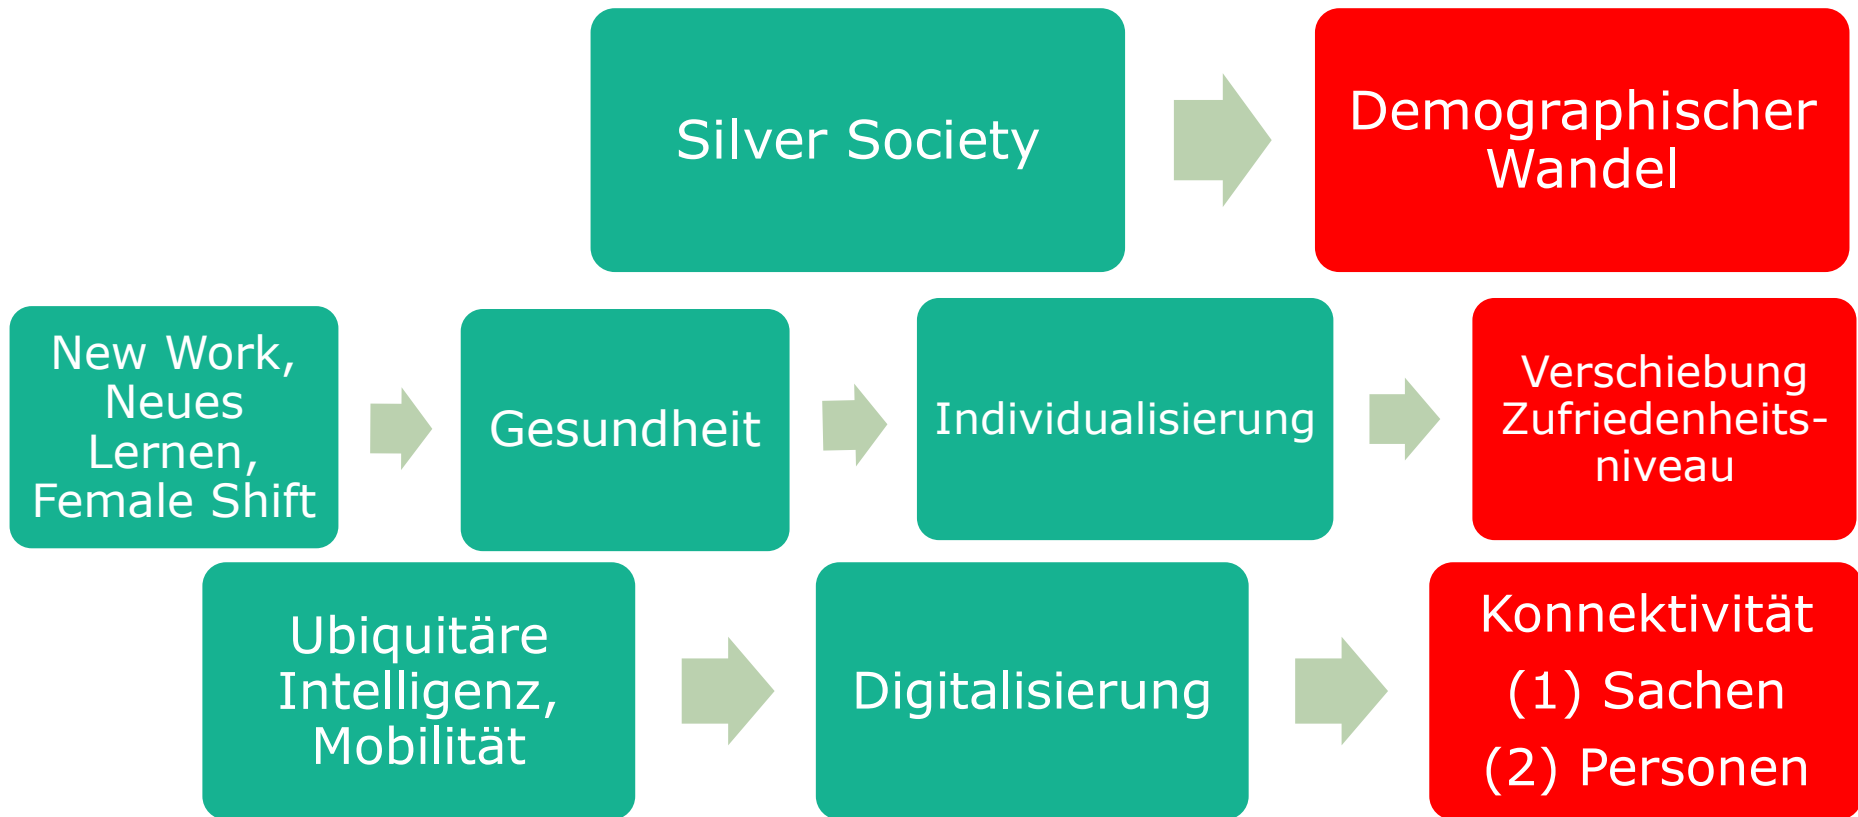 Silver Society
Demographischer
Wandel
New Work,
Neues
Lernen,
Female Shift
Gesundheit
Individualisierung
Verschiebung
Zufriedenheits-
niveau
Ubiquitäre
Intelligenz,
Mobilität
Digitalisierung
Konnektivität
(1) Sachen
(2) Personen